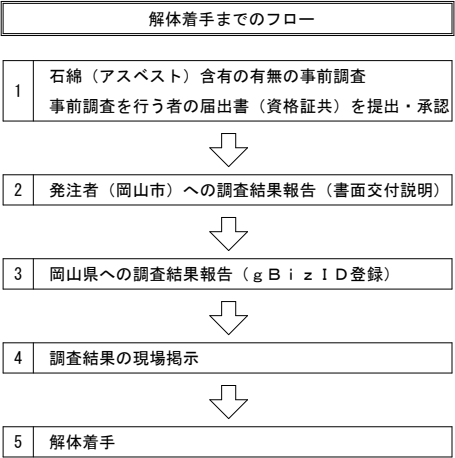 解体着手までのフロー
1 石綿（アスベスト）含有の有無の事前調査
事前調査を行う者の届出書（資格証共）を提出・承認
2 発注者（岡山市）への調査結果報告（書面交付説明）
3 岡山県への調査結果報告（ｇＢｉｚＩＤ登録）
4 調査結果の現場掲示
5 解体着手